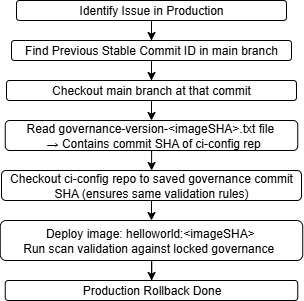 Identify Issue in Production
Find Previous Stable Commit ID in main branch
Checkout main branch at that commit
Read governance-version-<imageSHA>.txt file
→ Contains commit SHA of ci-config rep
Checkout ci-config repo to saved governance commit
SHA (ensures same validation rules)
Deploy image: helloworld:<imageSHA>
Run scan validation against locked governance
Production Rollback Done